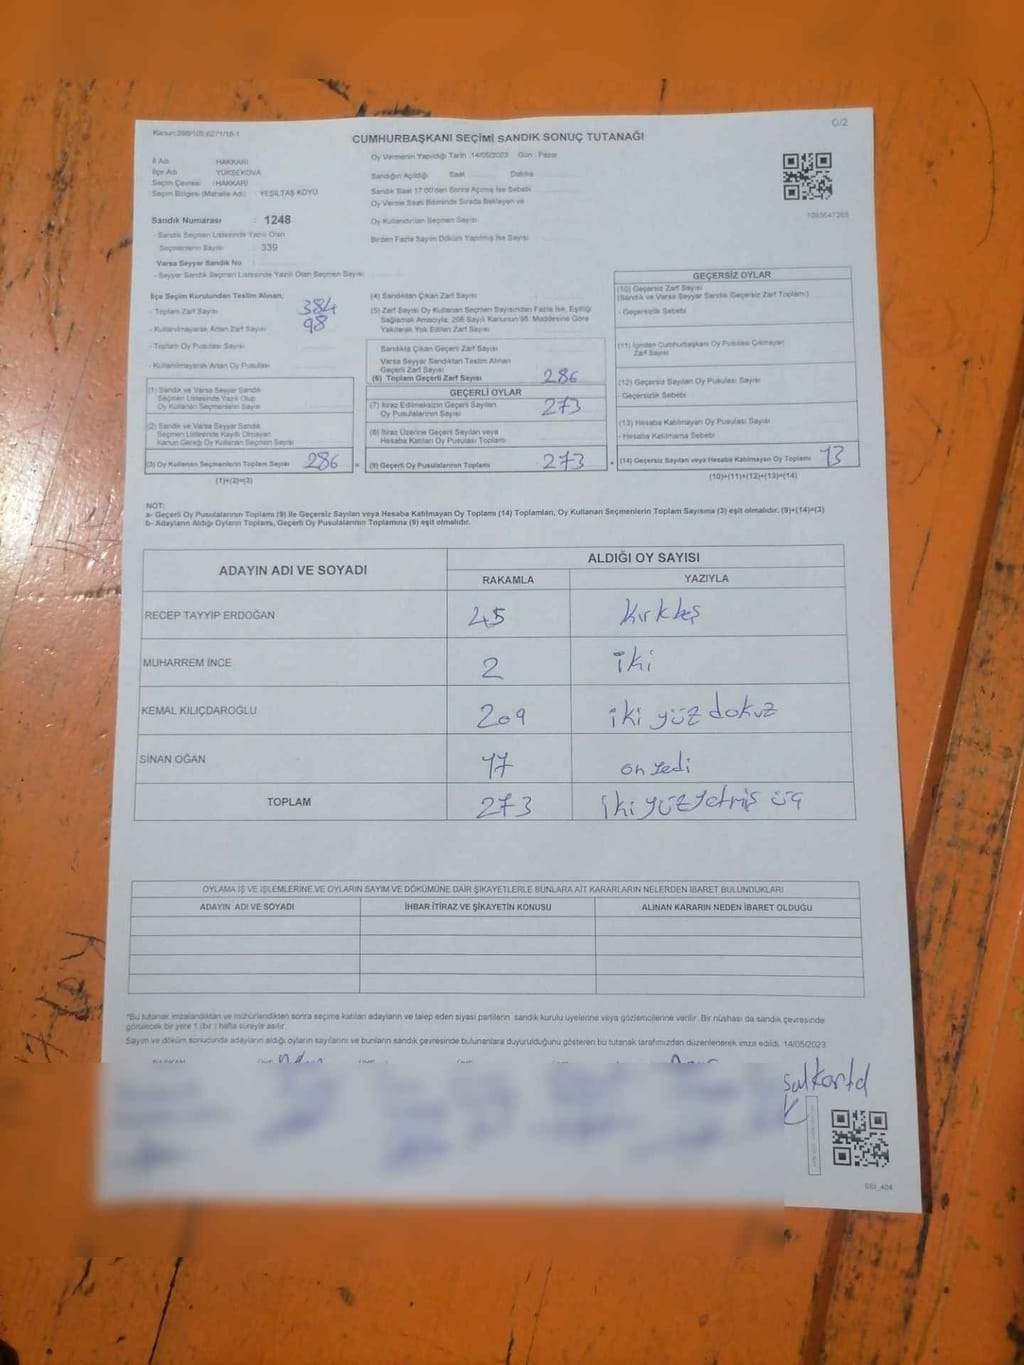 Kanun:298/105;6271/16-1
C/2
CUMHURBAŞKANI SEÇİMİ SANDIK SONUÇ TUTANAĞI
İl Adı : HAKKARİ
İlçe Adı : YÜKSEKOVA
Seçim Çevresi : HAKKARİ
Seçim Bölgesi (Mahalle Adı) : YEŞİLTAŞ KÖYÜ
Sandık Numarası : 1248
- Sandık Seçmen Listesinde Yazılı Olan
Seçmenlerin Sayısı : 339
Varsa Seyyar Sandık No :
- Seyyar Sandık Seçmen Listesinde Yazılı Olan Seçmen Sayısı
Oy Vermenin Yapıldığı Tarih :14/05/2023 Gün : Pazar
Sandığın Açıldığı Saat Dakika
Sandık Saat 17:00'den Sonra Açılmış İse Sebebi
Oy Verme Saati Bitiminde Sırada Bekleyen ve
Oy Kullandırılan Seçmen Sayısı
Birden Fazla Sayım Döküm Yapılmış İse Sayısı
İlçe Seçim Kurulundan Teslim Alınan;
- Toplam Zarf Sayısı 384
- Kullanılmayarak Artan Zarf Sayısı 98
- Toplam Oy Pusulası Sayısı
- Kullanılmayarak Artan Oy Pusulası
(1) Sandık ve Varsa Seyyar Sandık
Seçmen Listesinde Yazılı Olup
Oy Kullanan Seçmenlerin Sayısı
(2) Sandık ve Varsa Seyyar Sandık
Seçmen Listesinde Kayıtlı Olmayan
Kanun Gereği Oy Kullanan Seçmen Sayısı
(3) Oy Kullanan Seçmenlerin Toplam Sayısı 286
(1)+(2)=(3)
(4) Sandıktan Çıkan Zarf Sayısı
(5) Zarf Sayısı Oy Kullanan Seçmen Sayısından Fazla İse, Eşitliği
Sağlamak Amacıyla; 298 Sayılı Kanunun 98. Maddesine Göre
Yakılarak Yok Edilen Zarf Sayısı
Sandıkta Çıkan Geçerli Zarf Sayısı
Varsa Seyyar Sandıktan Teslim Alınan
Geçerli Zarf Sayısı
(6) Toplam Geçerli Zarf Sayısı 286
GEÇERLİ OYLAR
(7) İtiraz Edilmeksizin Geçerli Sayılan
Oy Pusulalarının Sayısı 273
(8) İtiraz Üzerine Geçerli Sayılan veya
Hesaba Katılan Oy Pusulası Toplamı
= (9) Geçerli Oy Pusulalarının Toplamı 273
GEÇERSİZ OYLAR
(10) Geçersiz Zarf Sayısı
(Sandık ve Varsa Seyyar Sandık Geçersiz Zarf Toplamı)
- Geçersizlik Sebebi
(11) İçinden Cumhurbaşkanı Oy Pusulası Çıkmayan
Zarf Sayısı
(12) Geçersiz Sayılan Oy Pusulası Sayısı
- Geçersizlik Sebebi
(13) Hesaba Katılmayan Oy Pusulası Sayısı
- Hesaba Katılmama Sebebi
+ (14) Geçersiz Sayılan veya Hesaba Katılmayan Oy Toplamı 13
(10)+(11)+(12)+(13)=(14)
NOT:
a- Geçerli Oy Pusulalarının Toplamı (9) ile Geçersiz Sayılan veya Hesaba Katılmayan Oy Toplamı (14) Toplamları, Oy Kullanan Seçmenlerin Toplam Sayısına (3) eşit olmalıdır. (9)+(14)=(3)
b- Adayların Aldığı Oyların Toplamı, Geçerli Oy Pusulalarının Toplamına (9) eşit olmalıdır.
ADAYIN ADI VE SOYADI ALDIĞI OY SAYISI
RAKAMLA YAZIYLA
RECEP TAYYİP ERDOĞAN 45 kırkbeş
MUHARREM İNCE 2 iki
KEMAL KILIÇDAROĞLU 209 iki yüz dokuz
SİNAN OĞAN 17 on yedi
TOPLAM 273 iki yüz yetmiş üç
OYLAMA İŞ VE İŞLEMLERİNE VE OYLARIN SAYIM VE DÖKÜMÜNE DAİR ŞİKAYETLERLE BUNLARA AİT KARARLARIN NELERDEN İBARET BULUNDUKLARI
ADAYIN ADI VE SOYADI İHBAR İTİRAZ VE ŞİKAYETİN KONUSU ALINAN KARARIN NEDEN İBARET OLDUĞU
*Bu tutanak imzalandıktan ve mühürlendikten sonra seçime katılan adayların ve talep eden siyasi partilerin sandık kurulu üyelerine veya gözlemcilerine verilir. Bir nüshası da sandık çevresinde
görülecek bir yere 1 (bir) hafta süreyle asılır.
Sayım ve döküm sonucunda adayların aldığı oyların sayılarını ve bunların sandık çevresinde bulunanlara duyurulduğunu gösteren bu tutanak tarafımızdan düzenlenerek imza edildi. 14/05/2023